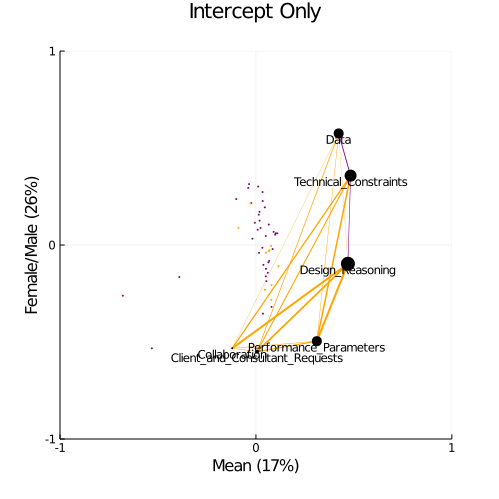 Intercept Only
1
Data
Technical_Constraints
Female/Male (26%)
0
Design_Reasoning
Performance_Parameters
Collaboration
Client_and_Consultant_Requests
-1
-1
0
1
Mean (17%)